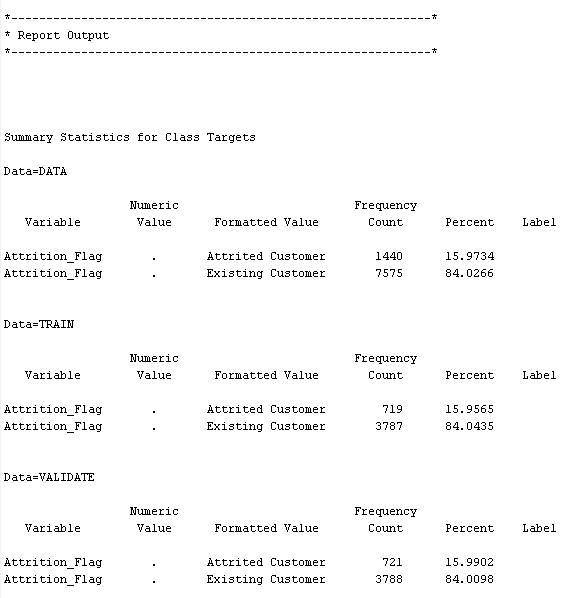 *------------------------------------------------------------*
* Report Output
*------------------------------------------------------------*
Summary Statistics for Class Targets
Data=DATA
Numeric Frequency
Variable Value Formatted Value Count Percent Label
Attrition_Flag . Attrited Customer 1440 15.9734
Attrition_Flag . Existing Customer 7575 84.0266
Data=TRAIN
Numeric Frequency
Variable Value Formatted Value Count Percent Label
Attrition_Flag . Attrited Customer 719 15.9565
Attrition_Flag . Existing Customer 3787 84.0435
Data=VALIDATE
Numeric Frequency
Variable Value Formatted Value Count Percent Label
Attrition_Flag . Attrited Customer 721 15.9902
Attrition_Flag . Existing Customer 3788 84.0098